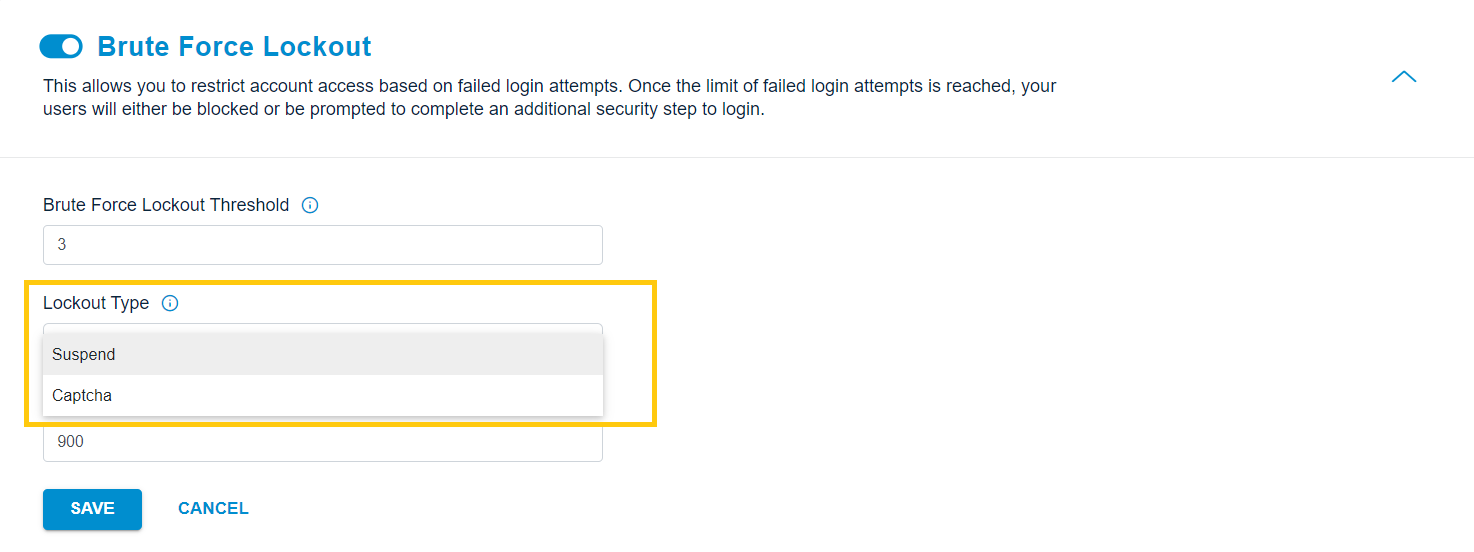 Brute Force Lockout
This allows you to restrict account access based on failed login attempts. Once the limit of failed login attempts is reached, your
users will either be blocked or be prompted to complete an additional security step to login.
Brute Force Lockout Threshold
3
Lockout Type
Suspend
Captcha
900
SAVE CANCEL